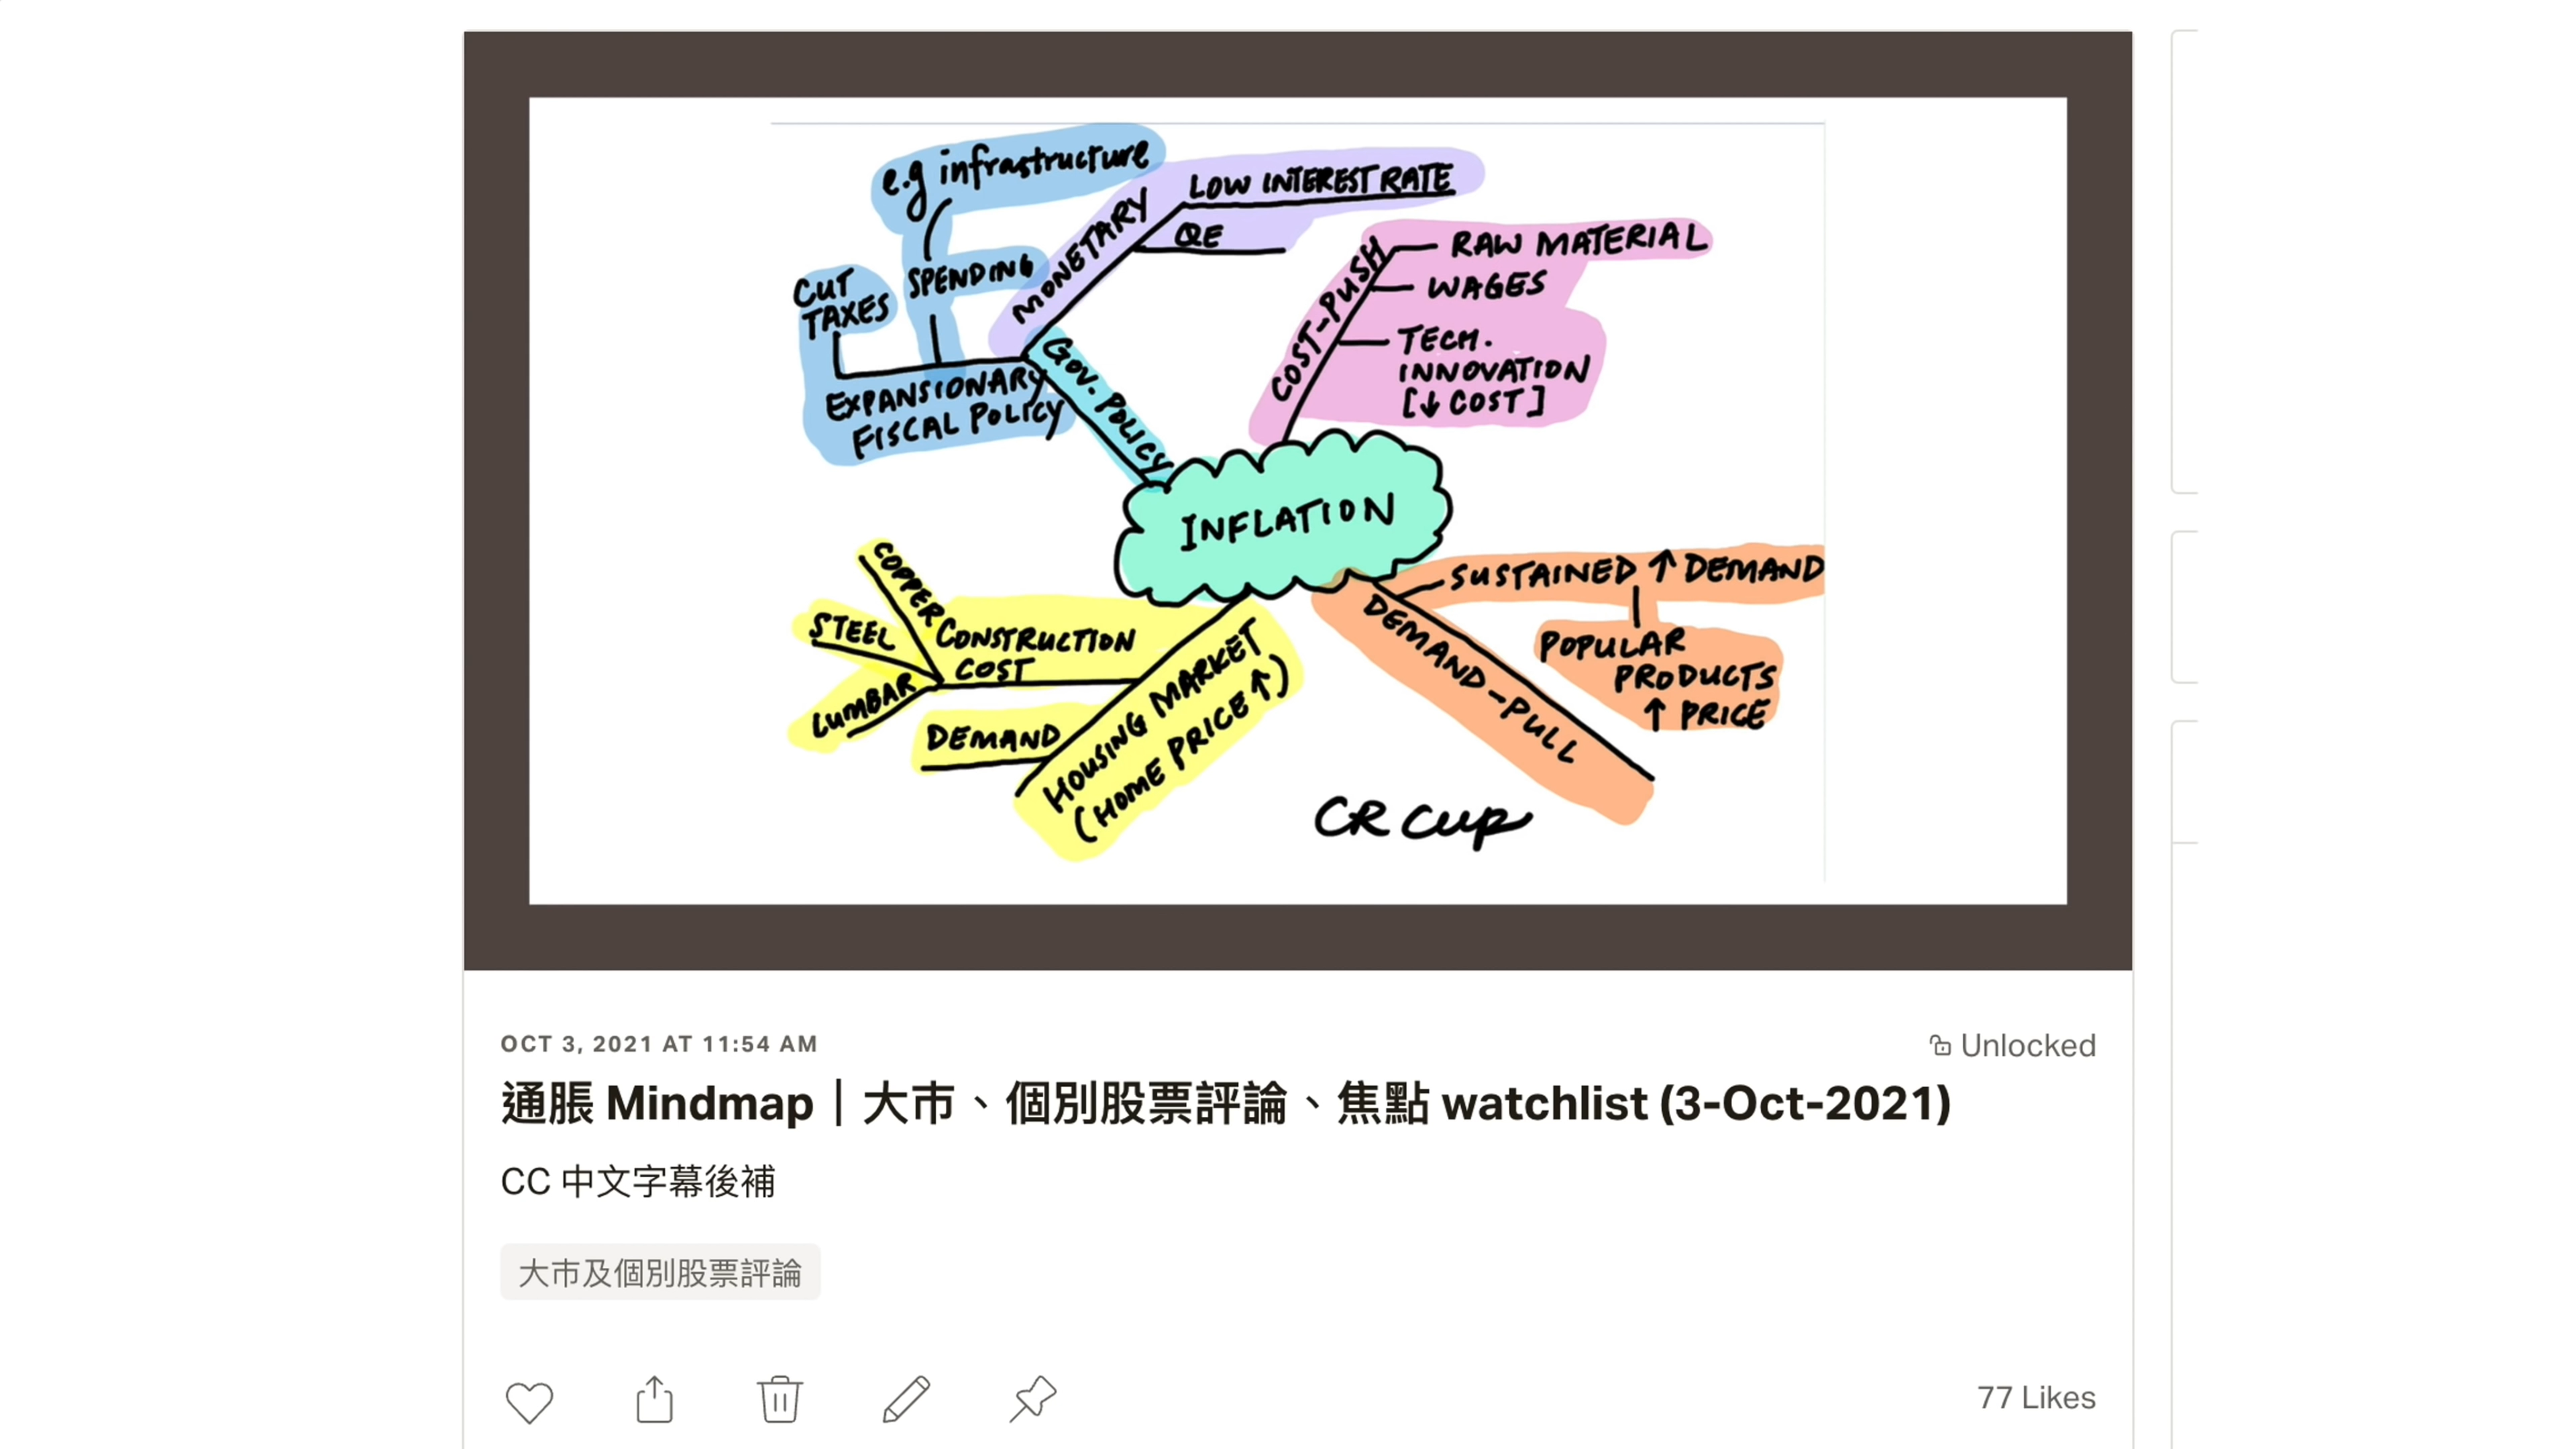 e.g infrastructure
LOW INTEREST RATE
QE
MONETARY
SPENDING
CUT
TAXES
EXPANSIONARY
FISCAL POLICY
GOV. POLICY
COST-PUSH
RAW MATERIAL
WAGES
TECH.
INNOVATION
[↓ COST]
INFLATION
COPPER
STEEL
LUMBAR
CONSTRUCTION
COST
DEMAND
HOUSING MARKET
(HOME PRICE ↑)
SUSTAINED ↑ DEMAND
POPULAR
PRODUCTS
↑ PRICE
DEMAND-PULL
CR Cup
OCT 3, 2021 AT 11:54 AM
Unlocked
通脹 Mindmap｜大市、個別股票評論、焦點 watchlist (3-Oct-2021)
CC 中文字幕後補
大市及個別股票評論
77 Likes